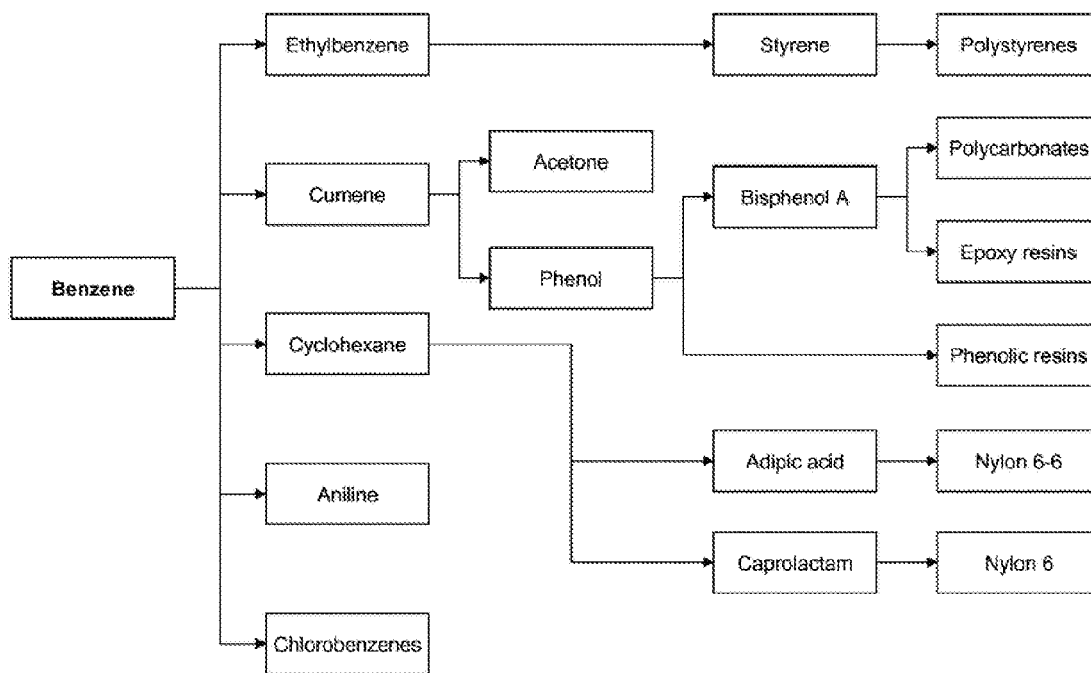 Ethylbenzene
Styrene
Polystyrenes
Polycarbonates
Acetone
Cumene
Bisphenol A
Epoxy resins
Phenol
Benzene
Cyclohexane
Phenolic resins
Adipic acid
Nylon 6-6
Aniline
Caprolactam
Nylon 6
Chlorobenzenes